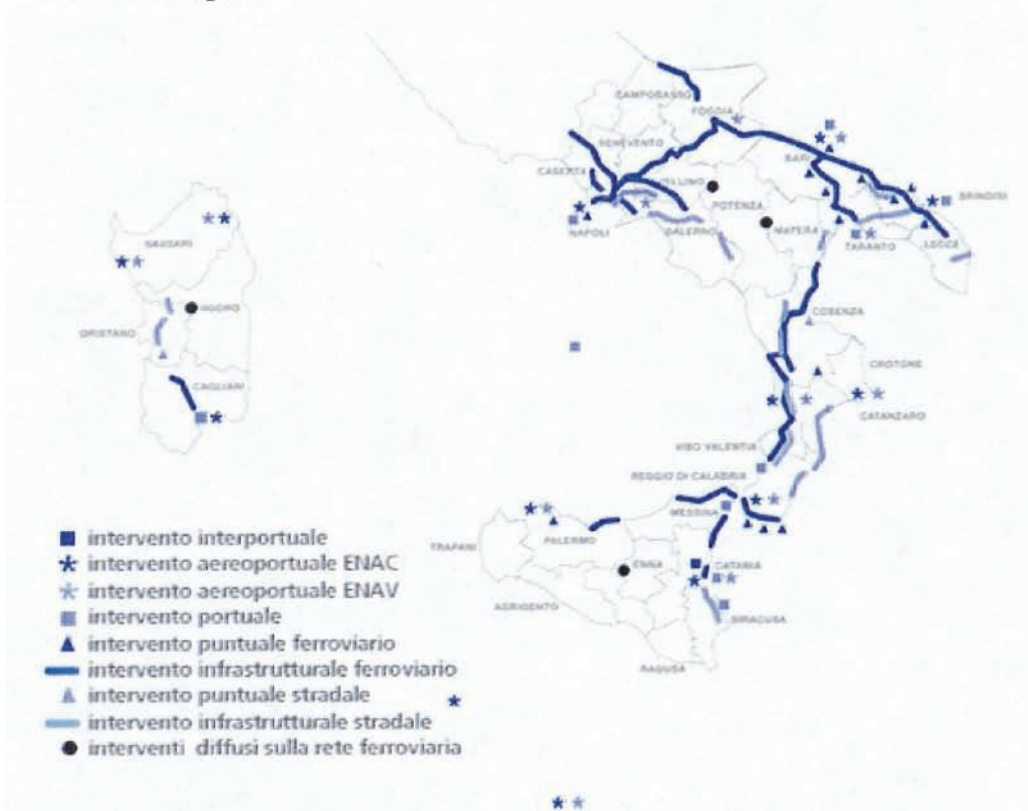 CAMPOBASSO
FOGGIA
BENEVENTO
CASERTA
BARI
BRINDISI
POTENZA
NAPOLI
SALERNO
MATERA
TARANTO
LECCE
SASSARI
NUORO
ORISTANO
CAGLIARI
COSENZA
CROTONE
CATANZARO
VIBO VALENTIA
REGGIO DI CALABRIA
MESSINA
PALERMO
TRAPANI
ENNA
CATANIA
AGRIGENTO
SIRACUSA
RAGUSA
intervento interportuale
intervento aereoportuale ENAC
intervento aereoportuale ENAV
intervento portuale
intervento puntuale ferroviario
intervento infrastrutturale ferroviario
intervento puntuale stradale
intervento infrastrutturale stradale
interventi diffusi sulla rete ferroviaria